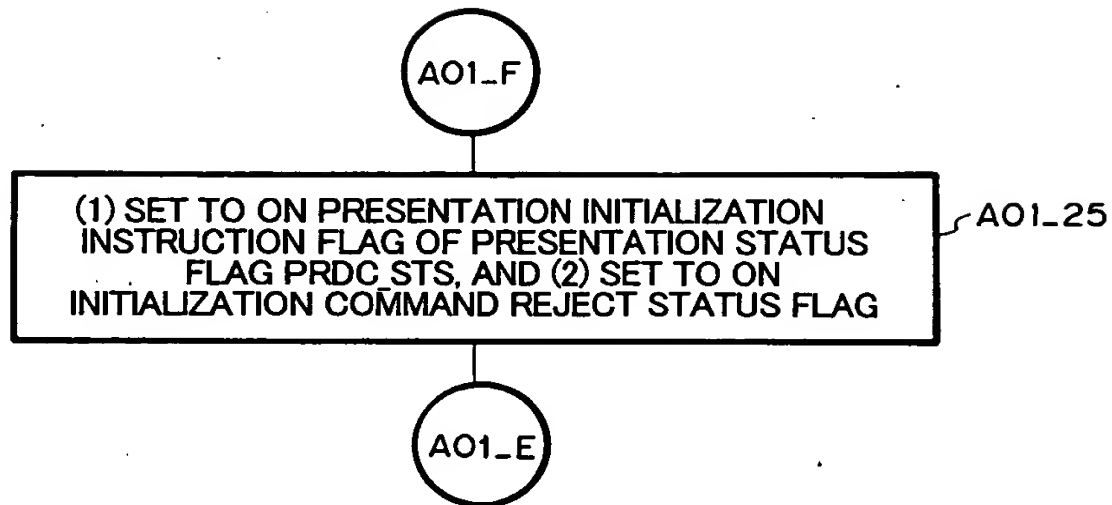 A01_F
(1) SET TO ON PRESENTATION INITIALIZATION
INSTRUCTION FLAG OF PRESENTATION STATUS
FLAG PRDC_STS, AND (2) SET TO ON
INITIALIZATION COMMAND REJECT STATUS FLAG
A01_25
A01_E